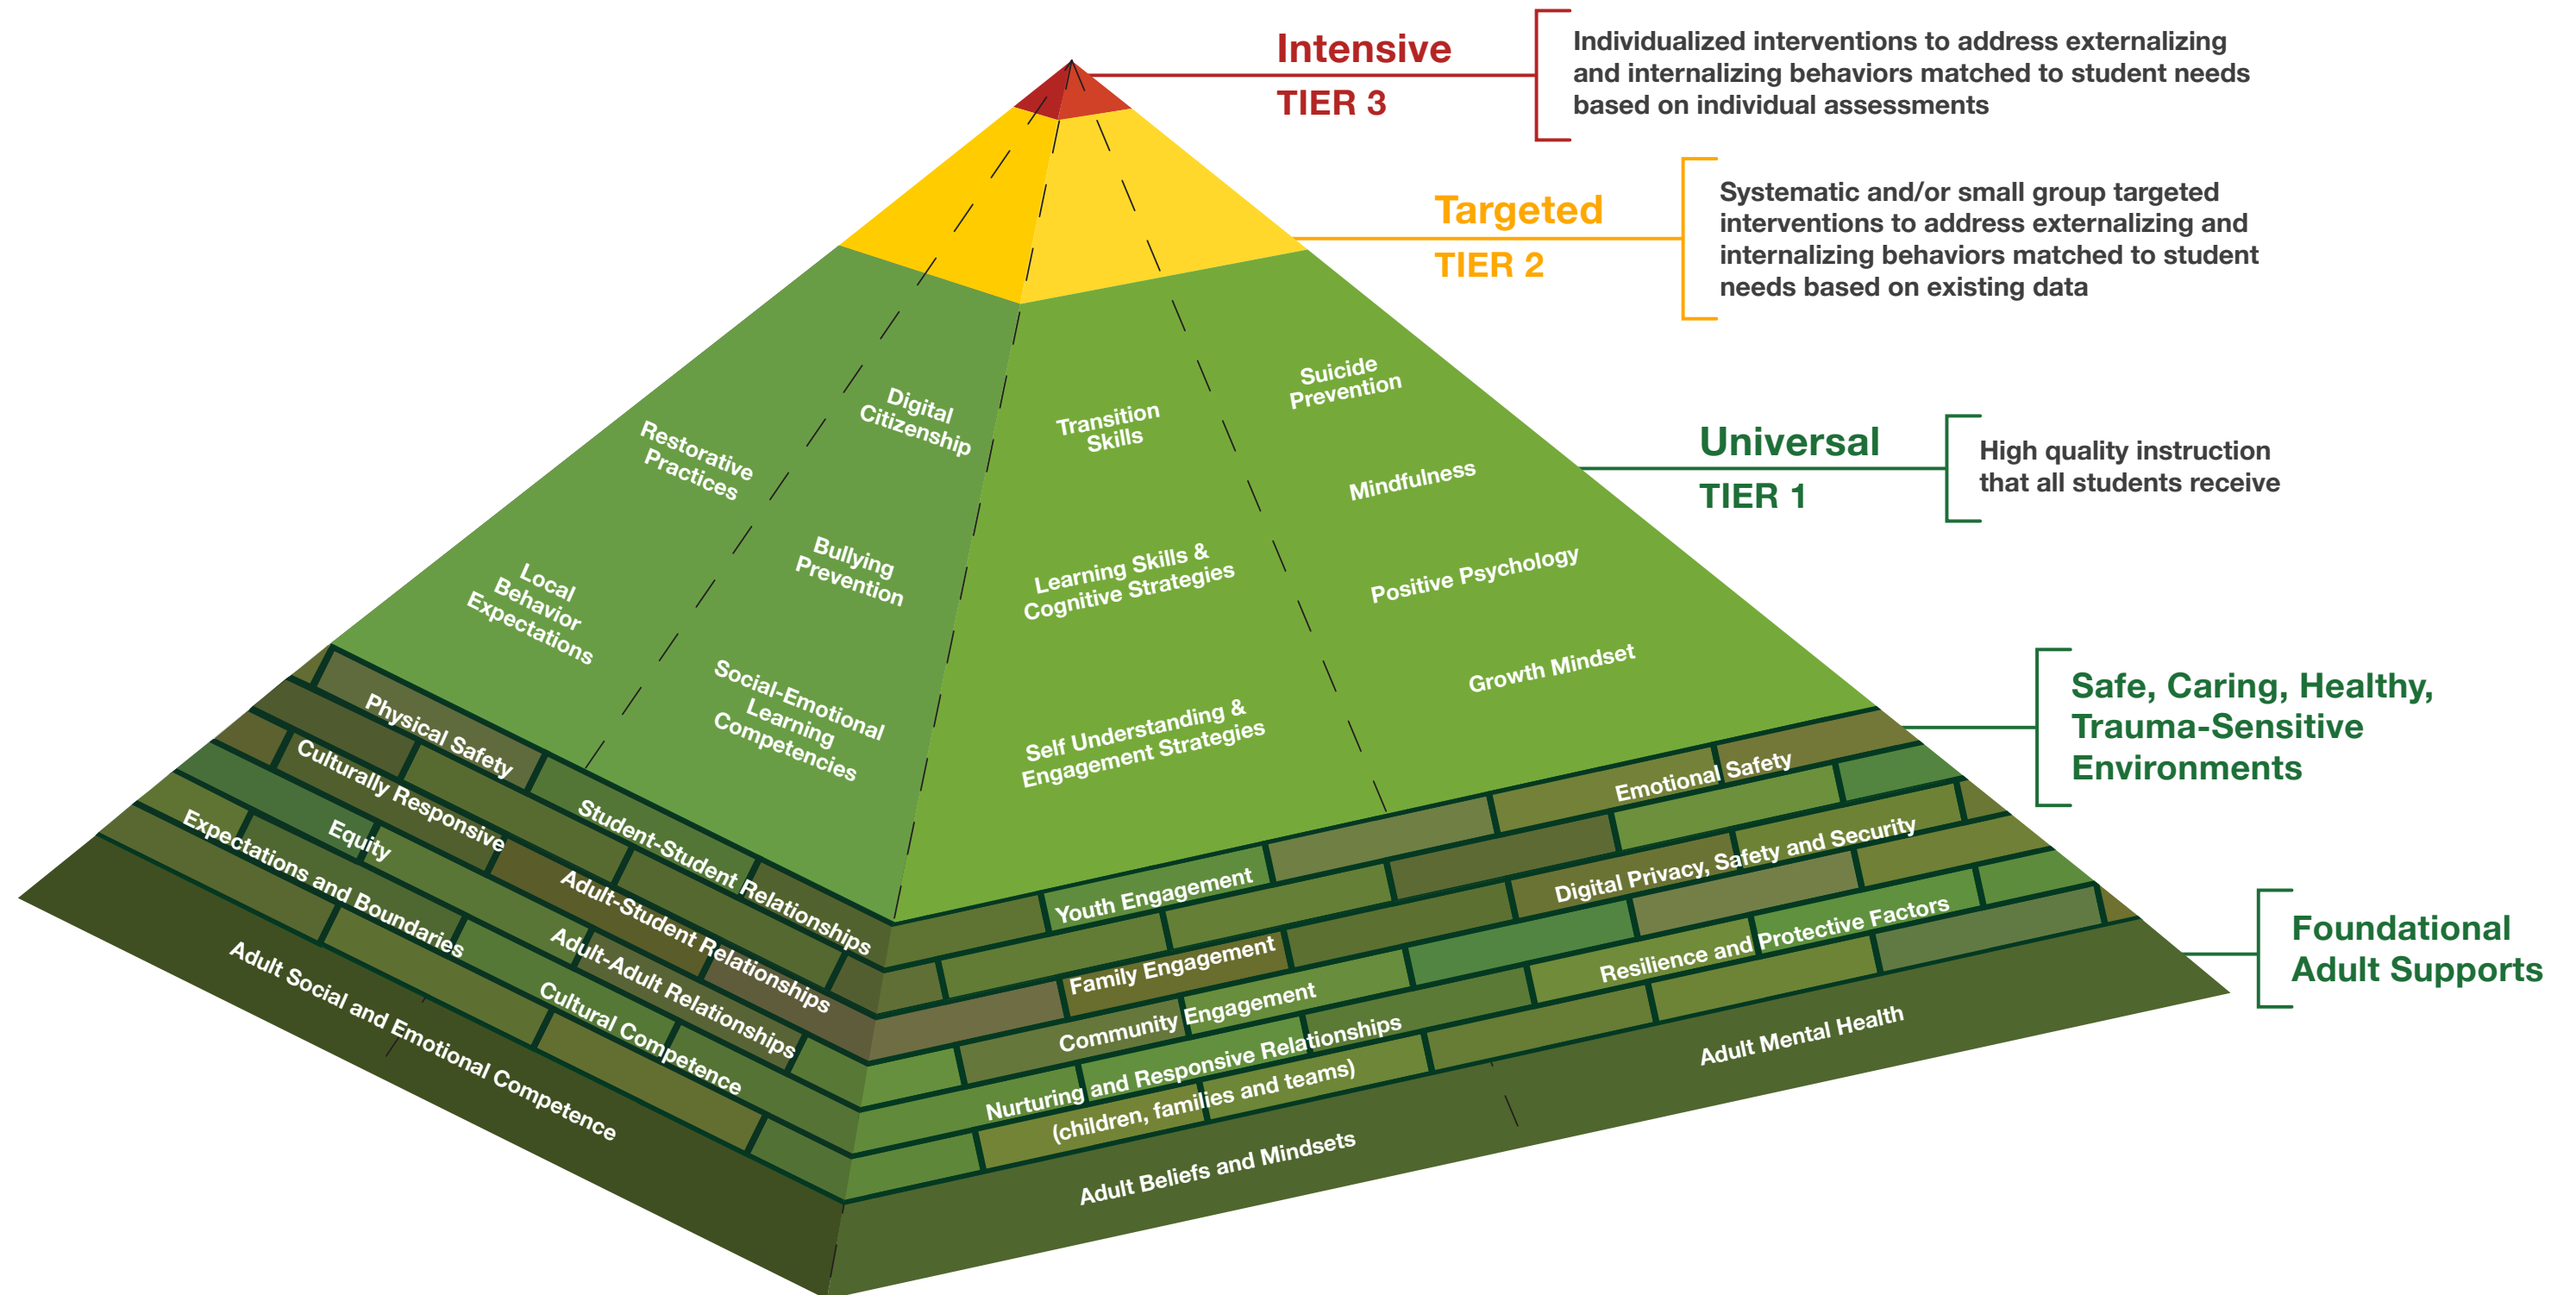 Intensive
TIER 3
Individualized interventions to address externalizing
and internalizing behaviors matched to student needs
based on individual assessments
Targeted
TIER 2
Systematic and/or small group targeted
interventions to address externalizing and
internalizing behaviors matched to student
needs based on existing data
Universal
TIER 1
High quality instruction
that all students receive
Safe, Caring, Healthy,
Trauma-Sensitive
Environments
Foundational
Adult Supports
Restorative
Practices
Local
Behavior
Expectations
Digital
Citizenship
Bullying
Prevention
Social-Emotional
Learning
Competencies
Transition
Skills
Learning Skills &
Cognitive Strategies
Self Understanding &
Engagement Strategies
Suicide
Prevention
Mindfulness
Positive Psychology
Growth Mindset
Physical Safety
Student-Student Relationships
Culturally Responsive
Adult-Student Relationships
Equity
Adult-Adult Relationships
Expectations and Boundaries
Cultural Competence
Adult Social and Emotional Competence
Youth Engagement
Emotional Safety
Family Engagement
Digital Privacy, Safety and Security
Community Engagement
Nurturing and Responsive Relationships
(children, families and teams)
Resilience and Protective Factors
Adult Beliefs and Mindsets
Adult Mental Health